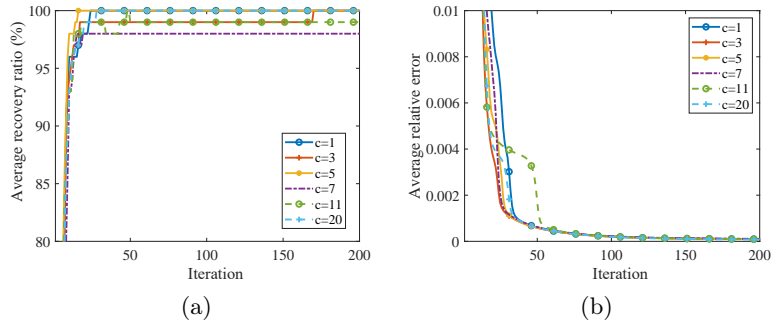 Average recovery ratio (%)
100
95
90
85
80
50
100
150
200
Iteration
c=1
c=3
c=5
c=7
c=11
c=20
(a)
Average relative error
0.01
0.008
0.006
0.004
0.002
0
50
100
150
200
Iteration
c=1
c=3
c=5
c=7
c=11
c=20
(b)